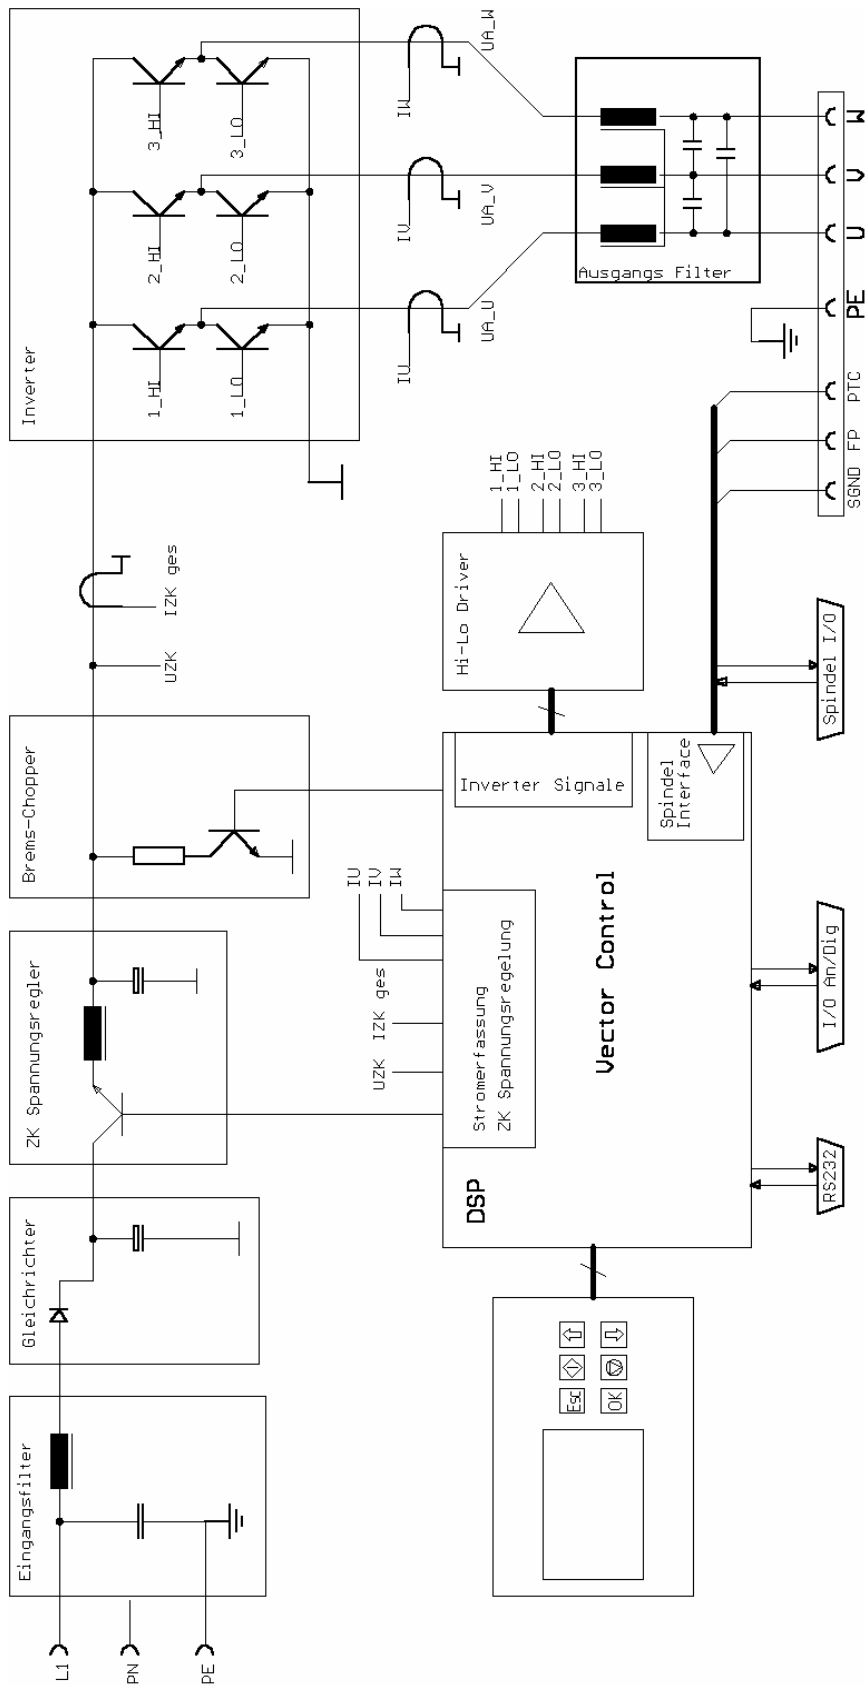 Eingangsfilter
Gleichrichter
ZK Spannungsregler
Brems-Chopper
Inverter
L1
PN
PE
UZK
IZK ges
1_HI
1_LO
2_HI
2_LO
3_HI
3_LO
IU
IV
IW
UA_U
UA_V
UA_W
Ausgangs Filter
UZK
IZK ges
IU
IV
IW
Stromerfassung
ZK Spannungsregelung
DSP
Vector Control
Inverter Signale
Spindel
Interface
Hi-Lo Driver
1_HI
1_LO
2_HI
2_LO
3_HI
3_LO
Esc
OK
RS232
I/O An/Dig
Spindel I/O
SGND
FP
PTC
PE
U
V
W